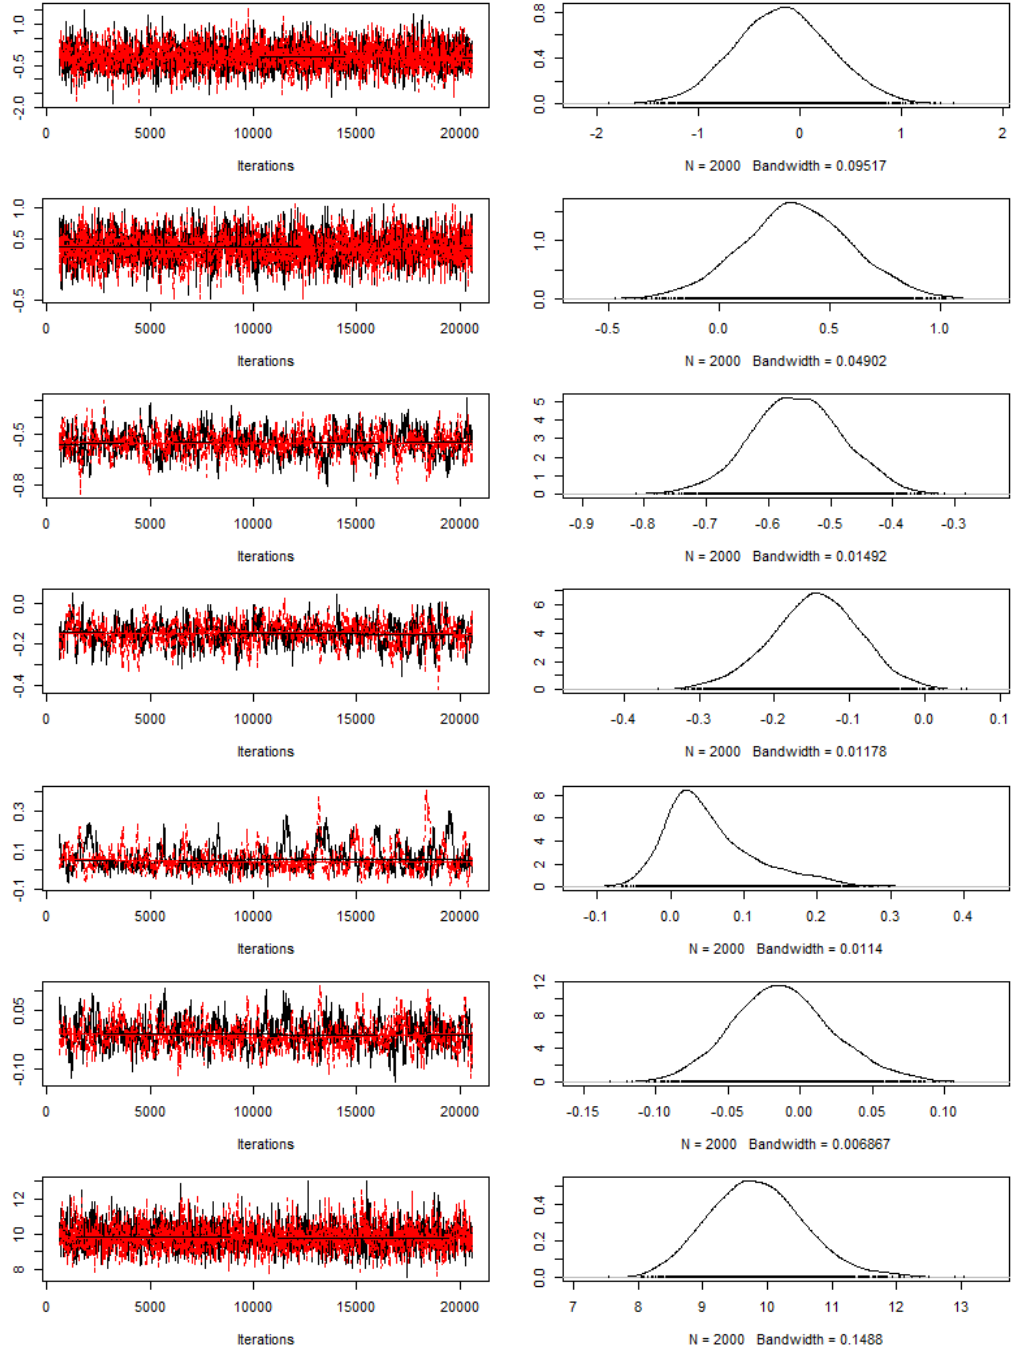 -2.0 -0.5 1.0
0 5000 10000 15000 20000
Iterations
0.0 0.4 0.8
-2 -1 0 1 2
N = 2000 Bandwidth = 0.09517
-0.5 0.5 1.0
0 5000 10000 15000 20000
Iterations
0.0 1.0
-0.5 0.0 0.5 1.0
N = 2000 Bandwidth = 0.04902
-0.8 -0.5
0 5000 10000 15000 20000
Iterations
0 1 2 3 4 5
-0.9 -0.8 -0.7 -0.6 -0.5 -0.4 -0.3
N = 2000 Bandwidth = 0.01492
-0.4 -0.2 0.0
0 5000 10000 15000 20000
Iterations
0 2 4 6
-0.4 -0.3 -0.2 -0.1 0.0 0.1
N = 2000 Bandwidth = 0.01178
-0.1 0.1 0.3
0 5000 10000 15000 20000
Iterations
0 2 4 6 8
-0.1 0.0 0.1 0.2 0.3 0.4
N = 2000 Bandwidth = 0.0114
-0.10 0.05
0 5000 10000 15000 20000
Iterations
0 4 8 12
-0.15 -0.10 -0.05 0.00 0.05 0.10
N = 2000 Bandwidth = 0.006867
8 10 12
0 5000 10000 15000 20000
Iterations
0.0 0.2 0.4
7 8 9 10 11 12 13
N = 2000 Bandwidth = 0.1488